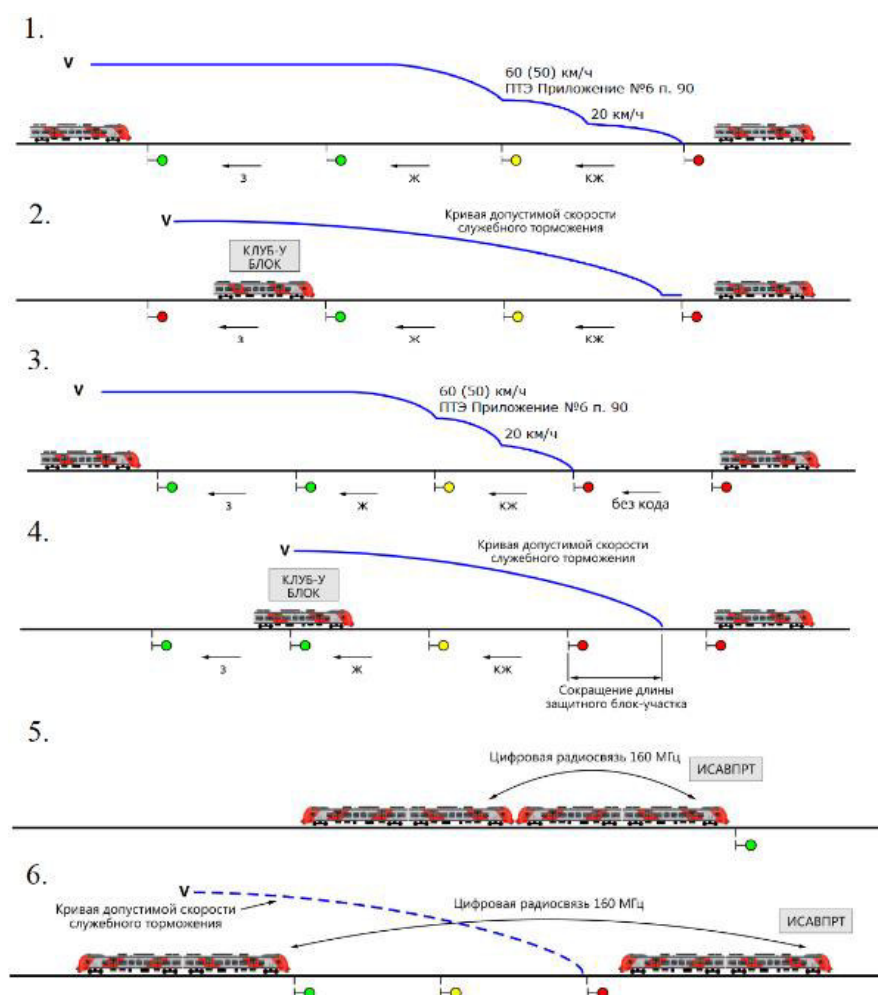 1.
V
60 (50) км/ч
ПТЭ Приложение №6 п. 90
20 км/ч
З Ж КЖ
2.
V
Кривая допустимой скорости
служебного торможения
КЛУБ-У
БЛОК
З Ж КЖ
3.
V
60 (50) км/ч
ПТЭ Приложение №6 п. 90
20 км/ч
З Ж КЖ без кода
4.
V
Кривая допустимой скорости
служебного торможения
КЛУБ-У
БЛОК
З Ж КЖ
Сокращение длины
защитного блок-участка
5.
Цифровая радиосвязь 160 МГц
ИСАВПРТ
6.
V
Кривая допустимой скорости
служебного торможения
Цифровая радиосвязь 160 МГц
ИСАВПРТ